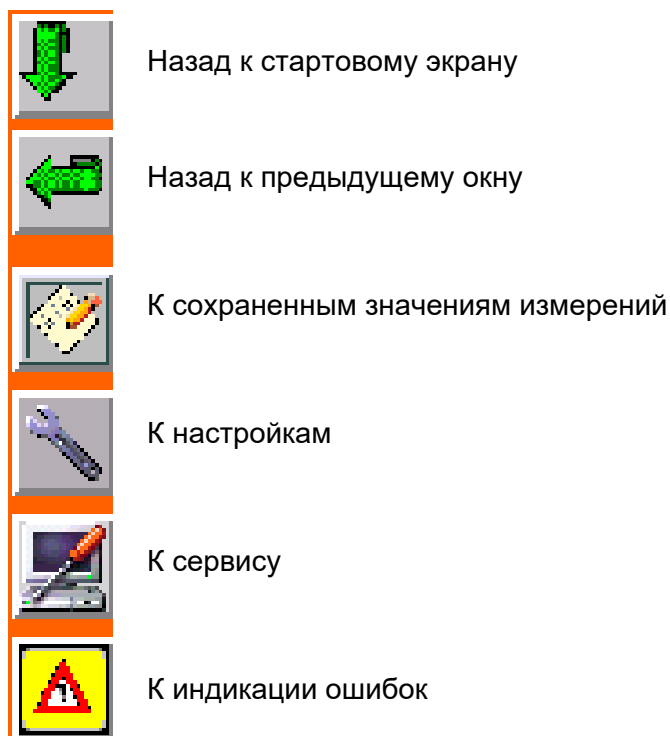 Назад к стартовому экрану
Назад к предыдущему окну
К сохраненным значениям измерений
К настройкам
К сервису
К индикации ошибок